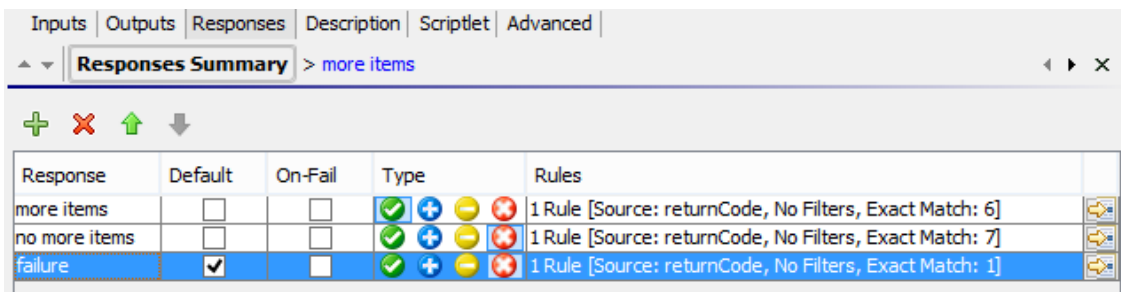 Inputs Outputs Responses Description Scriptlet Advanced
Responses Summary > more items
Response Default On-Fail Type Rules
more items 1 Rule [Source: returnCode, No Filters, Exact Match: 6]
no more items 1 Rule [Source: returnCode, No Filters, Exact Match: 7]
failure 1 Rule [Source: returnCode, No Filters, Exact Match: 1]